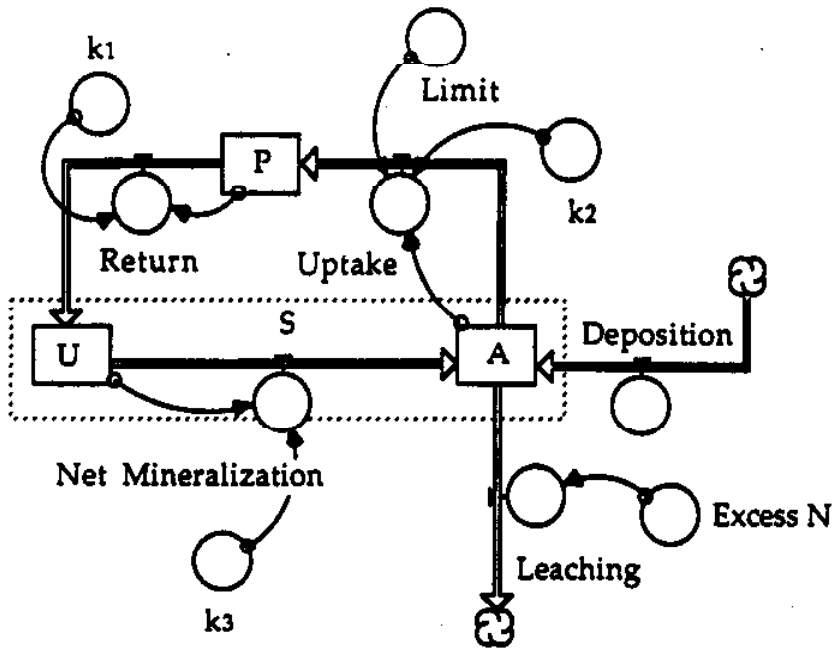 k1
Limit
P
k2
Return
Uptake
S
Deposition
U
A
Net Mineralization
Excess N
Leaching
k3